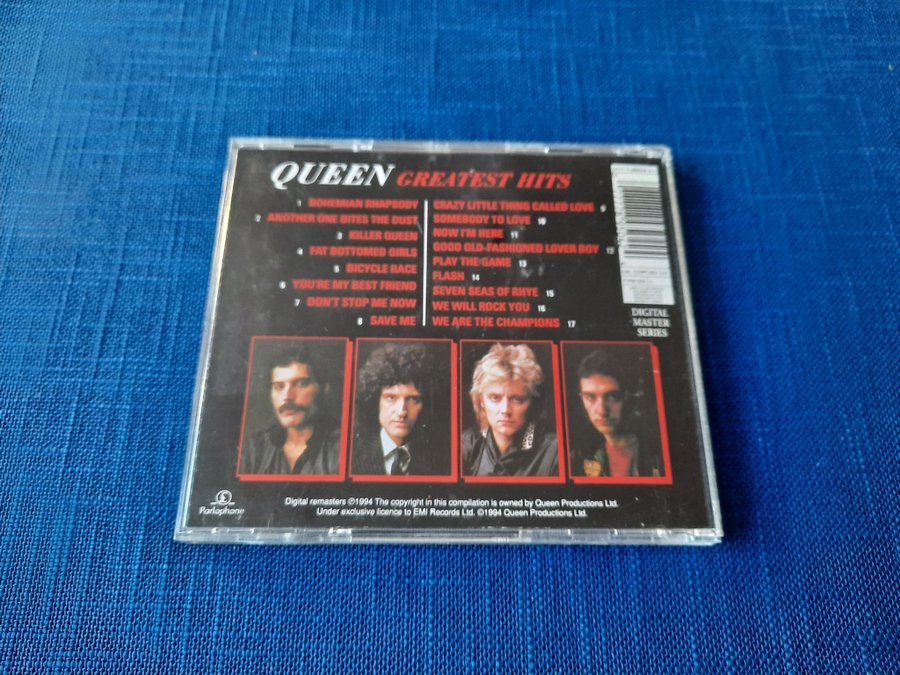 QUEEN GREATEST HITS
1 BOHEMIAN RHAPSODY
2 ANOTHER ONE BITES THE DUST
3 KILLER QUEEN
4 FAT BOTTOMED GIRLS
5 BICYCLE RACE
6 YOU'RE MY BEST FRIEND
7 DON'T STOP ME NOW
8 SAVE ME
CRAZY LITTLE THING CALLED LOVE 9
SOMEBODY TO LOVE 10
NOW I'M HERE 11
GOOD OLD-FASHIONED LOVER BOY 12
PLAY THE GAME 13
FLASH 14
SEVEN SEAS OF RHYE 15
WE WILL ROCK YOU 16
WE ARE THE CHAMPIONS 17
DIGITAL
MASTER
SERIES
Parlophone
Digital remasters ℗1994 The copyright in this compilation is owned by Queen Productions Ltd.
Under exclusive licence to EMI Records Ltd. ©1994 Queen Productions Ltd.